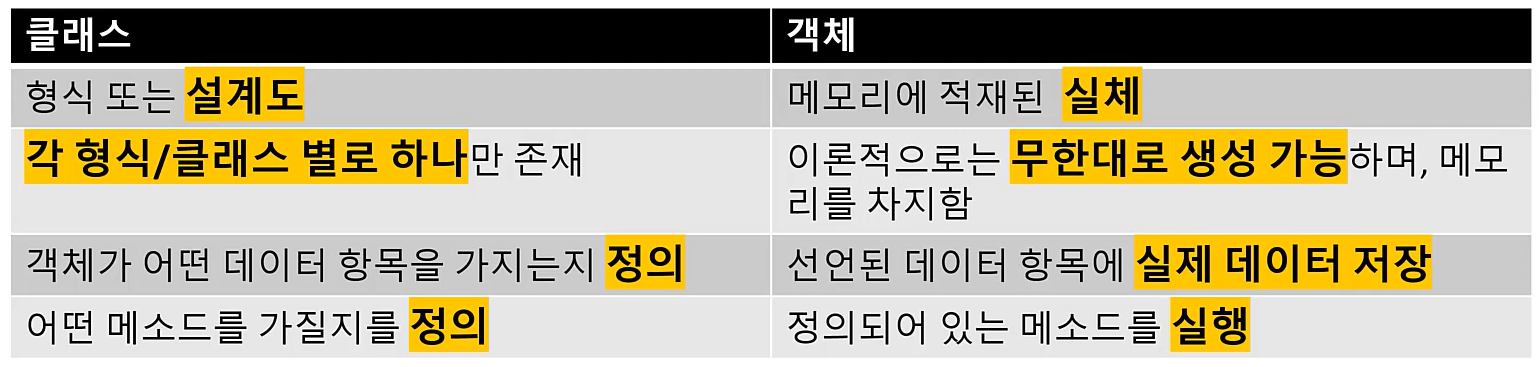 클래스
객체
형식 또는 설계도
메모리에 적재된 실체
각 형식/클래스 별로 하나만 존재
이론적으로는 무한대로 생성 가능하며, 메모
리를 차지함
객체가 어떤 데이터 항목을 가지는지 정의
선언된 데이터 항목에 실제 데이터 저장
어떤 메소드를 가질지를 정의
정의되어 있는 메소드를 실행